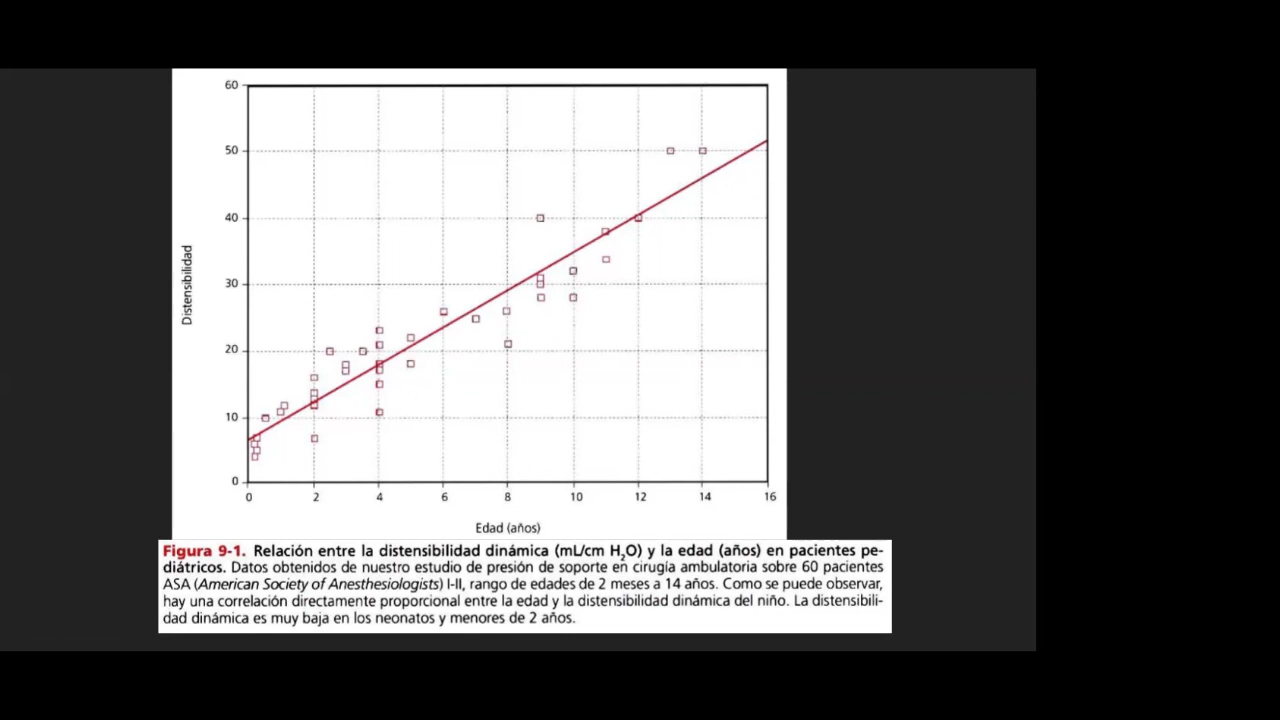 60
50
40
30
20
10
0
Distensibilidad
0 2 4 6 8 10 12 14 16
Edad (años)
Figura 9-1. Relación entre la distensibilidad dinámica (mL/cm H₂O) y la edad (años) en pacientes pe-
diátricos. Datos obtenidos de nuestro estudio de presión de soporte en cirugía ambulatoria sobre 60 pacientes
ASA (American Society of Anesthesiologists) I-II, rango de edades de 2 meses a 14 años. Como se puede observar,
hay una correlación directamente proporcional entre la edad y la distensibilidad dinámica del niño. La distensibili-
dad dinámica es muy baja en los neonatos y menores de 2 años.